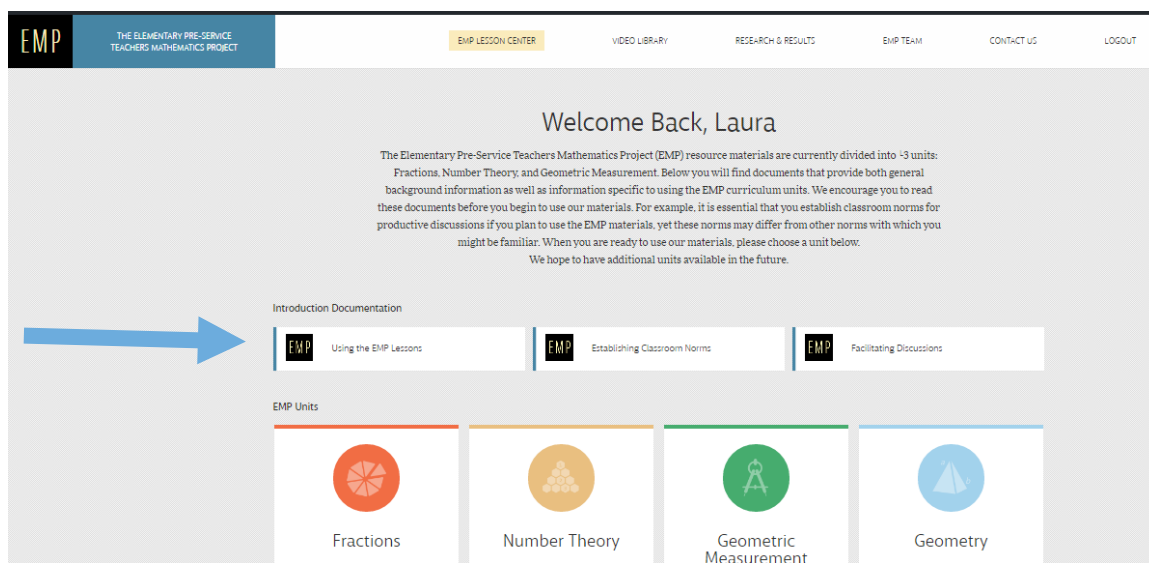 EMP
THE ELEMENTARY PRE-SERVICE
TEACHERS MATHEMATICS PROJECT
EMP LESSON CENTER
VIDEO LIBRARY
RESEARCH & RESULTS
EMP TEAM
CONTACT US
LOGOUT
Welcome Back, Laura
The Elementary Pre-Service Teachers Mathematics Project (EMP) resource materials are currently divided into 3 units:
Fractions, Number Theory, and Geometric Measurement. Below you will find documents that provide both general
background information as well as information specific to using the EMP curriculum units. We encourage you to read
these documents before you begin to use our materials. For example, it is essential that you establish classroom norms for
productive discussions if you plan to use the EMP materials, yet these norms may differ from other norms with which you
might be familiar. When you are ready to use our materials, please choose a unit below.
We hope to have additional units available in the future.
Introduction Documentation
EMP
Using the EMP Lessons
EMP
Establishing Classroom Norms
EMP
Facilitating Discussions
EMP Units
Fractions
Number Theory
Geometric
Measurement
Geometry